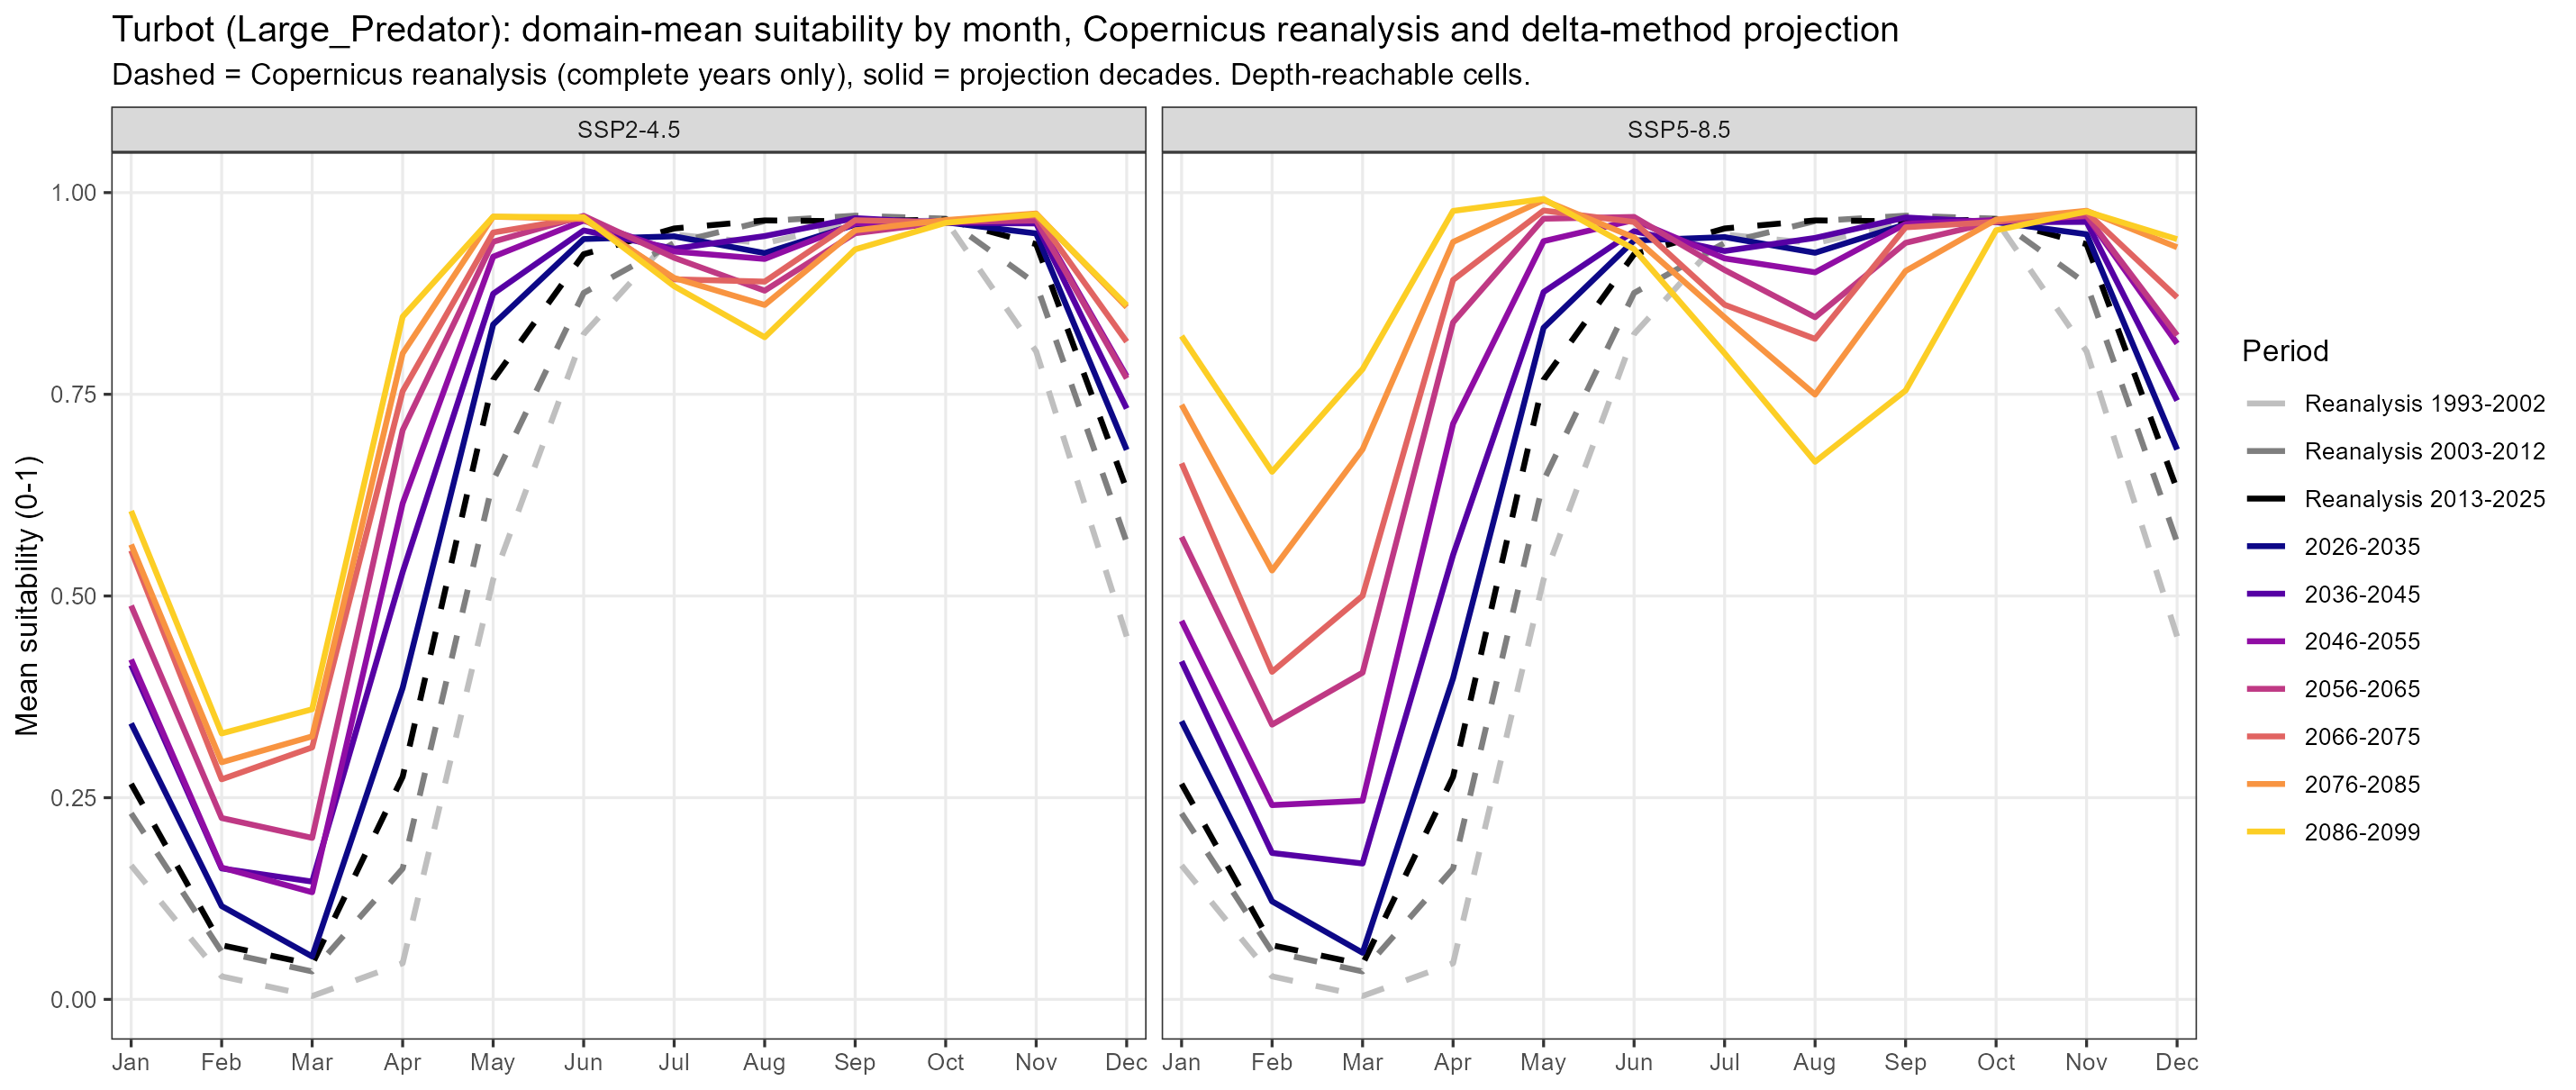 Turbot (Large_Predator): domain-mean suitability by month, Copernicus reanalysis and delta-method projection
Dashed = Copernicus reanalysis (complete years only), solid = projection decades. Depth-reachable cells.
SSP2-4.5
SSP5-8.5
Mean suitability (0-1)
1.00
0.75
0.50
0.25
0.00
Jan Feb Mar Apr May Jun Jul Aug Sep Oct Nov Dec
Jan Feb Mar Apr May Jun Jul Aug Sep Oct Nov Dec
Period
Reanalysis 1993-2002
Reanalysis 2003-2012
Reanalysis 2013-2025
2026-2035
2036-2045
2046-2055
2056-2065
2066-2075
2076-2085
2086-2099